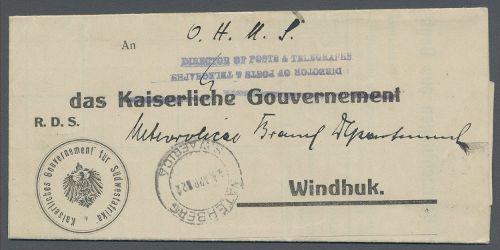 O. H. M. S.
An
DIRECTOR OF POSTS & TELEGRAPHS
DIRECTOR OF POSTS & TELEGRAPHS
das Kaiserliche Gouvernement
R. D. S.
Meteorological Branch Department
Windhuk.
Kaiserliches Gouvernement für Südwestafrika
WATERBERG
S.W. AFRICA